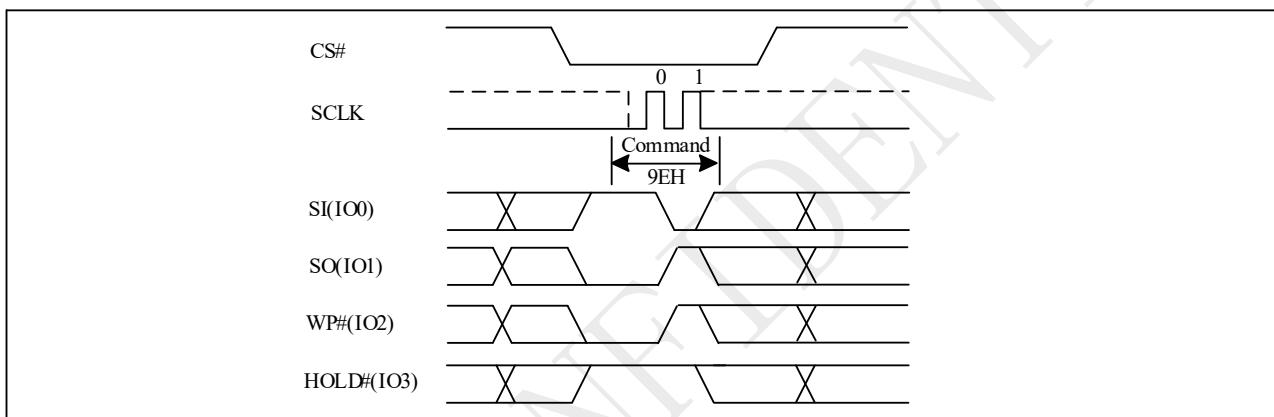 CS#
0 1
SCLK
Command
9EH
SI(IO0)
SO(IO1)
WP#(IO2)
HOLD#(IO3)